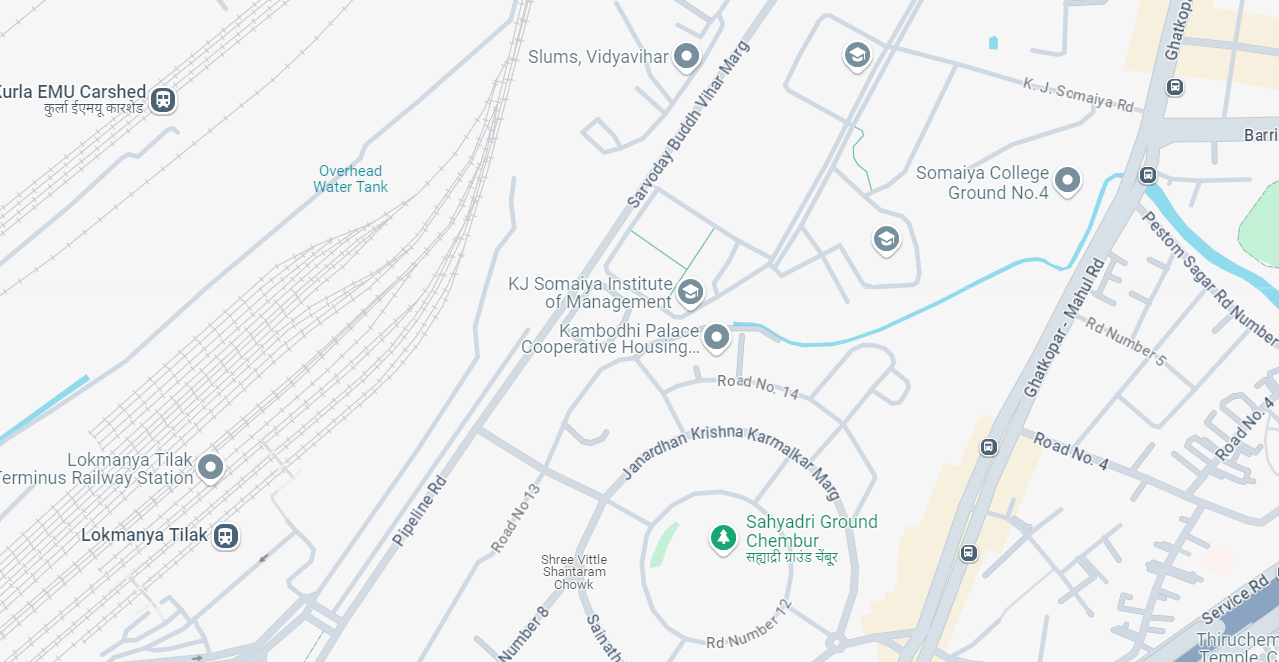 Ghatkopar
Slums, Vidyavihar
Sarvoday Buddh Vihar Marg
K. J. Somaiya Rd
Kurla EMU Carshed
कुर्ला ईएमयू कारशेड
Barri
Overhead
Water Tank
Somaiya College
Ground No.4
Pestom Sagar Rd Number
KJ Somaiya Institute
of Management
Ghatkopar - Mahul Rd
Kambodhi Palace
Cooperative Housing...
Rd Number 5
Road No. 14
Road No. 4
Janardhan Krishna Karmalkar Marg
Road No. 4
Lokmanya Tilak
Terminus Railway Station
Pipeline Rd
Road No 13
Lokmanya Tilak
Sahyadri Ground
Chembur
सह्याद्री ग्राउंड चेंबूर
Shree Vittle
Shantaram
Chowk
Service Rd
Number 8
Sainath
Rd Number 12
Thiruchem
Temple, C